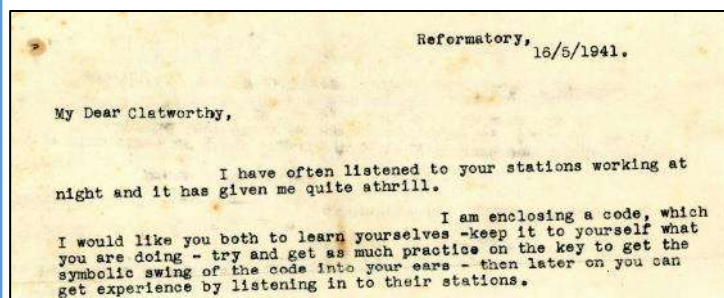 Reformatory,
16/5/1941.
My Dear Clatworthy,
I have often listened to your stations working at
night and it has given me quite athrill.
I am enclosing a code, which
I would like you both to learn yourselves -keep it to yourself what
you are doing - try and get as much practice on the key to get the
symbolic swing of the code into your ears - then later on you can
get experience by listening in to their stations.